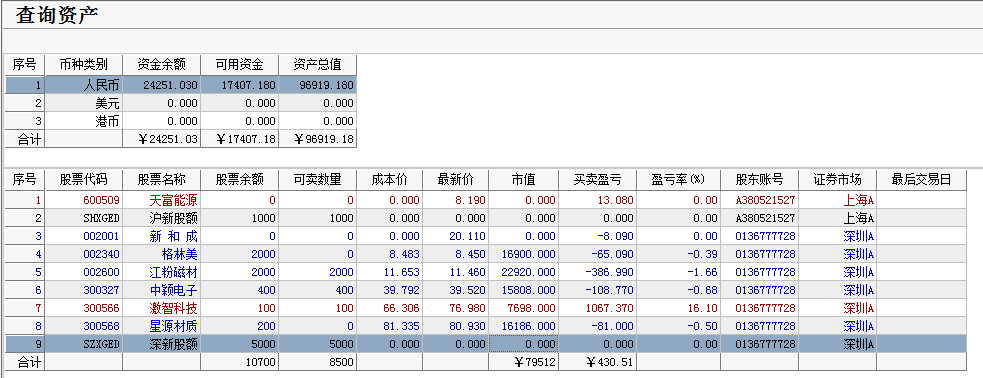 查询资产
序号 币种类别 资金余额 可用资金 资产总值
1 人民币 24251.030 17407.180 96919.180
2 美元 0.000 0.000 0.000
3 港币 0.000 0.000 0.000
合计 ￥24251.03 ￥17407.18 ￥96919.18
序号 股票代码 股票名称 股票余额 可卖数量 成本价 最新价 市值 买卖盈亏 盈亏率(%) 股东账号 证券市场 最后交易日
1 600509 天富能源 0 0 0.000 8.190 0.000 13.080 0.00 A380521527 上海A
2 SHXGED 沪新股额 1000 1000 0.000 0.000 0.000 0.000 0.00 A380521527 上海A
3 002001 新 和 成 0 0 0.000 20.110 0.000 -8.090 0.00 0136777728 深圳A
4 002340 格林美 2000 0 8.483 8.450 16900.000 -65.090 -0.39 0136777728 深圳A
5 002600 江粉磁材 2000 2000 11.653 11.460 22920.000 -386.990 -1.66 0136777728 深圳A
6 300327 中颖电子 400 400 39.792 39.520 15808.000 -108.770 -0.68 0136777728 深圳A
7 300566 激智科技 100 100 66.306 76.980 7698.000 1067.370 16.10 0136777728 深圳A
8 300568 星源材质 200 0 81.335 80.930 16186.000 -81.000 -0.50 0136777728 深圳A
9 SZXGED 深新股额 5000 5000 0.000 0.000 0.000 0.000 0.00 0136777728 深圳A
合计 10700 8500 ￥79512 ￥430.51